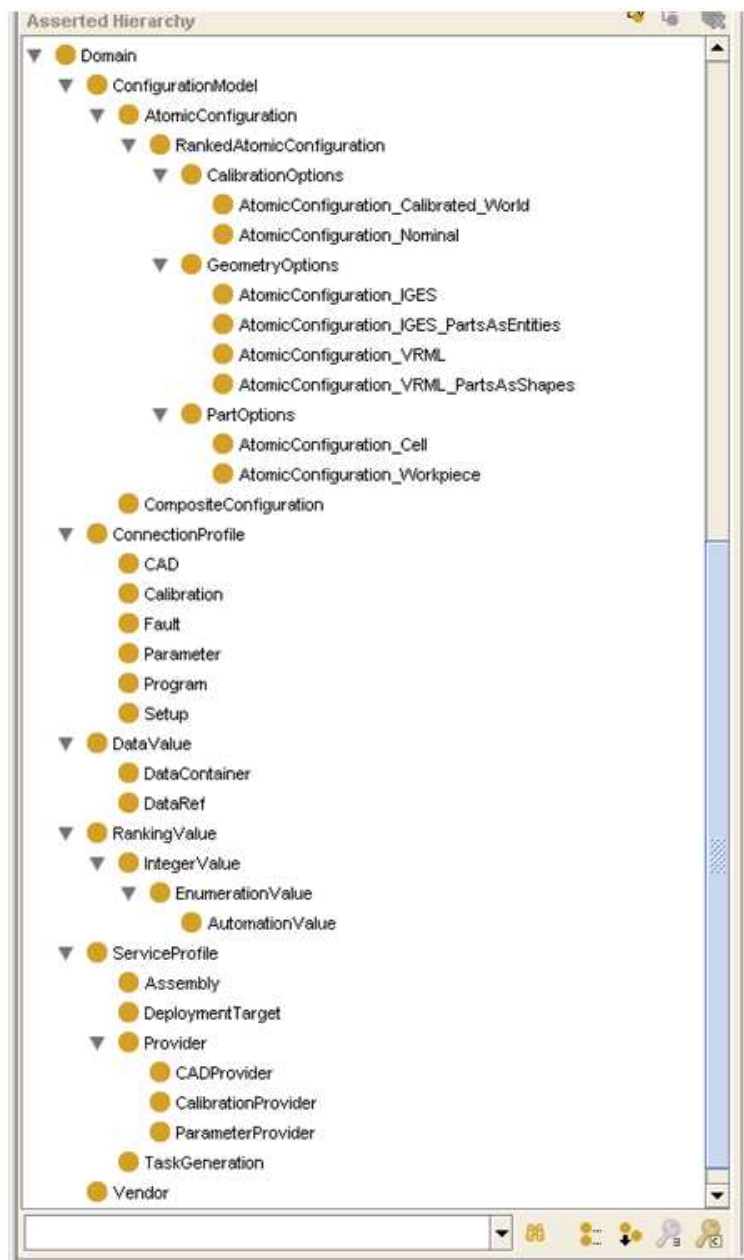 Asserted Hierarchy
Domain
ConfigurationModel
AtomicConfiguration
RankedAtomicConfiguration
CalibrationOptions
AtomicConfiguration_Calibrated_World
AtomicConfiguration_Nominal
GeometryOptions
AtomicConfiguration_IGES
AtomicConfiguration_IGES_PartsAsEntities
AtomicConfiguration_VRML
AtomicConfiguration_VRML_PartsAsShapes
PartOptions
AtomicConfiguration_Cell
AtomicConfiguration_Workpiece
CompositeConfiguration
ConnectionProfile
CAD
Calibration
Fault
Parameter
Program
Setup
DataValue
DataContainer
DataRef
RankingValue
IntegerValue
EnumerationValue
AutomationValue
ServiceProfile
Assembly
DeploymentTarget
Provider
CADProvider
CalibrationProvider
ParameterProvider
TaskGeneration
Vendor